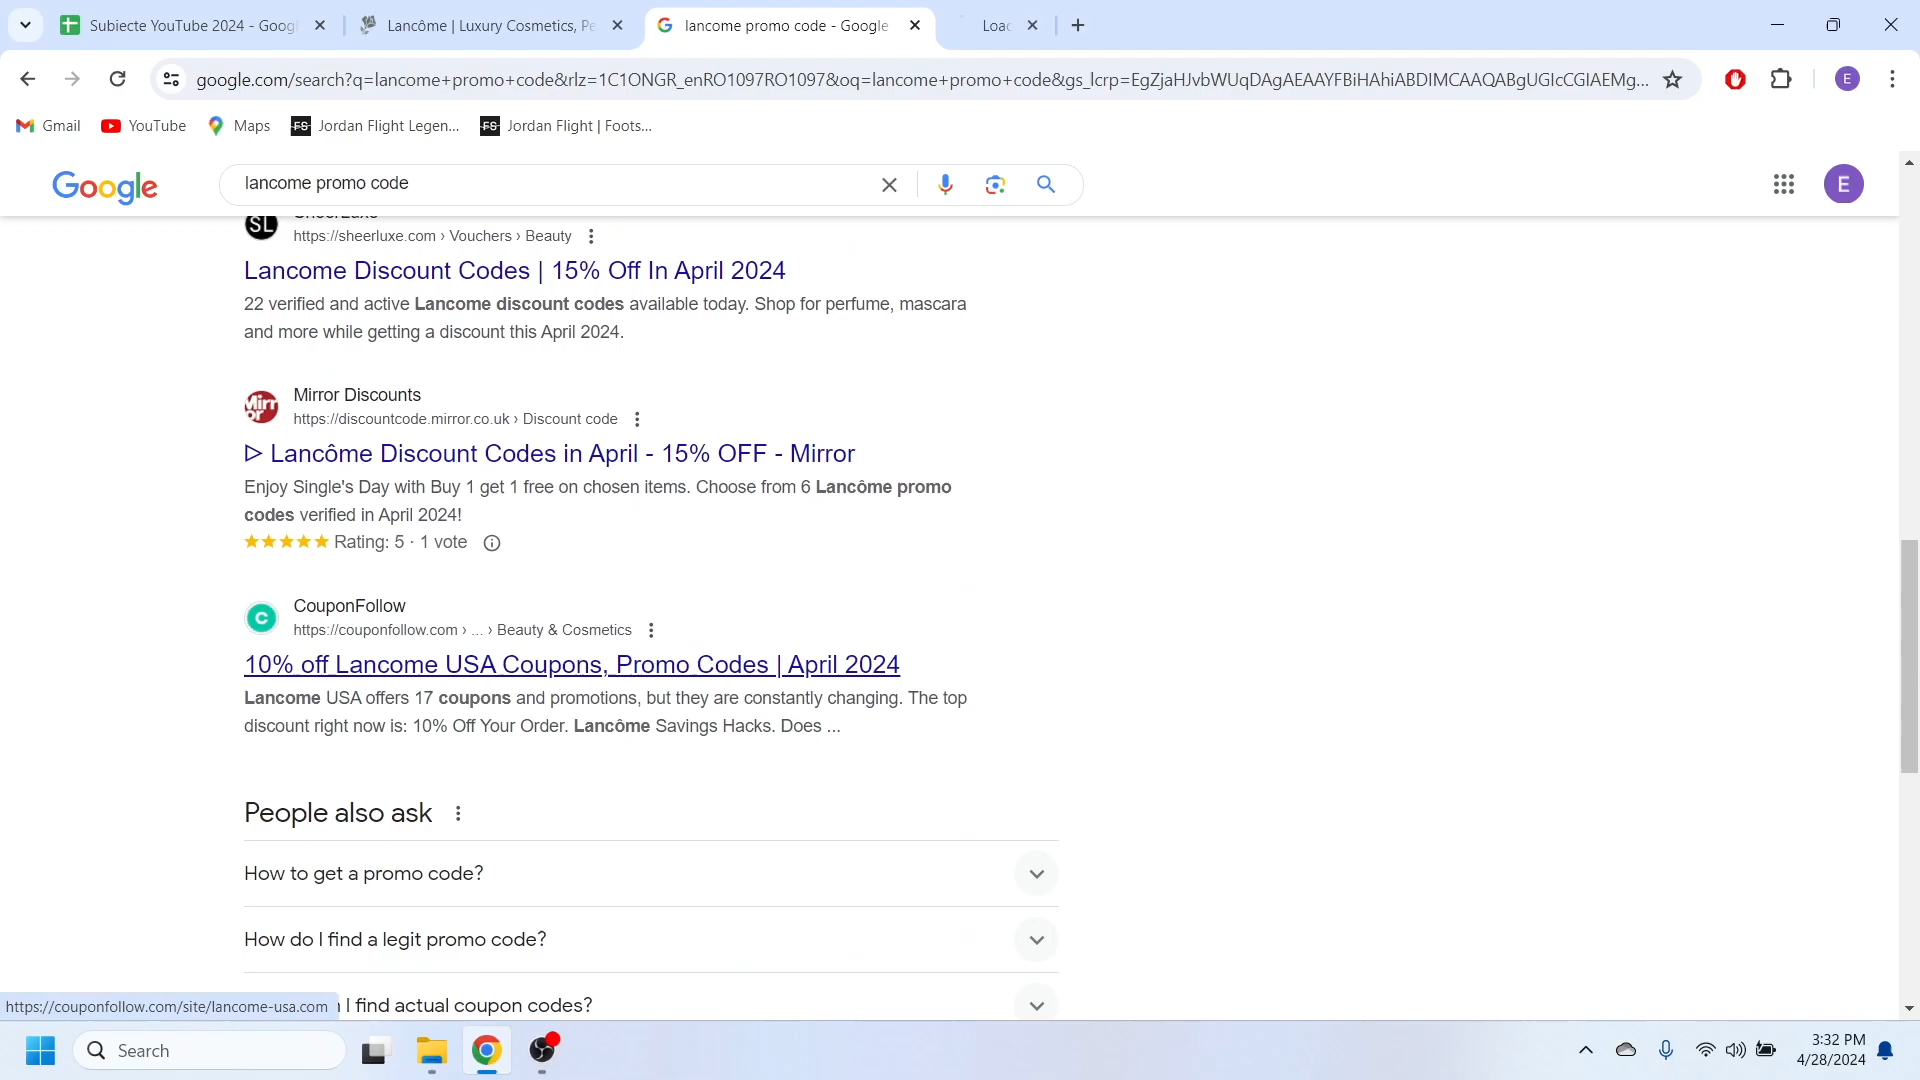 Subiecte YouTube 2024 - Googl
Lancôme | Luxury Cosmetics, Pe
lancome promo code - Google
Loac
google.com/search?q=lancome+promo+code&rlz=1C1ONGR_enRO1097RO1097&oq=lancome+promo+code&gs_lcrp=EgZjaHJvbWUqDAgAEAAYFBiHAhiABDIMCAAQABgUGIcCGIAEMg...
E
Gmail
YouTube
Maps
FS
Jordan Flight Legen...
FS
Jordan Flight | Foots...
Google
lancome promo code
E
SL
SheerLuxe
https://sheerluxe.com › Vouchers › Beauty
Lancome Discount Codes | 15% Off In April 2024
22 verified and active Lancome discount codes available today. Shop for perfume, mascara
and more while getting a discount this April 2024.
Mirror
Mirror Discounts
https://discountcode.mirror.co.uk › Discount code
ᐅ Lancôme Discount Codes in April - 15% OFF - Mirror
Enjoy Single's Day with Buy 1 get 1 free on chosen items. Choose from 6 Lancôme promo
codes verified in April 2024!
Rating: 5 · 1 vote
C
CouponFollow
https://couponfollow.com › ... › Beauty & Cosmetics
10% off Lancome USA Coupons, Promo Codes | April 2024
Lancome USA offers 17 coupons and promotions, but they are constantly changing. The top
discount right now is: 10% Off Your Order. Lancôme Savings Hacks. Does ...
People also ask
How to get a promo code?
How do I find a legit promo code?
I find actual coupon codes?
https://couponfollow.com/site/lancome-usa.com
Search
3:32 PM
4/28/2024